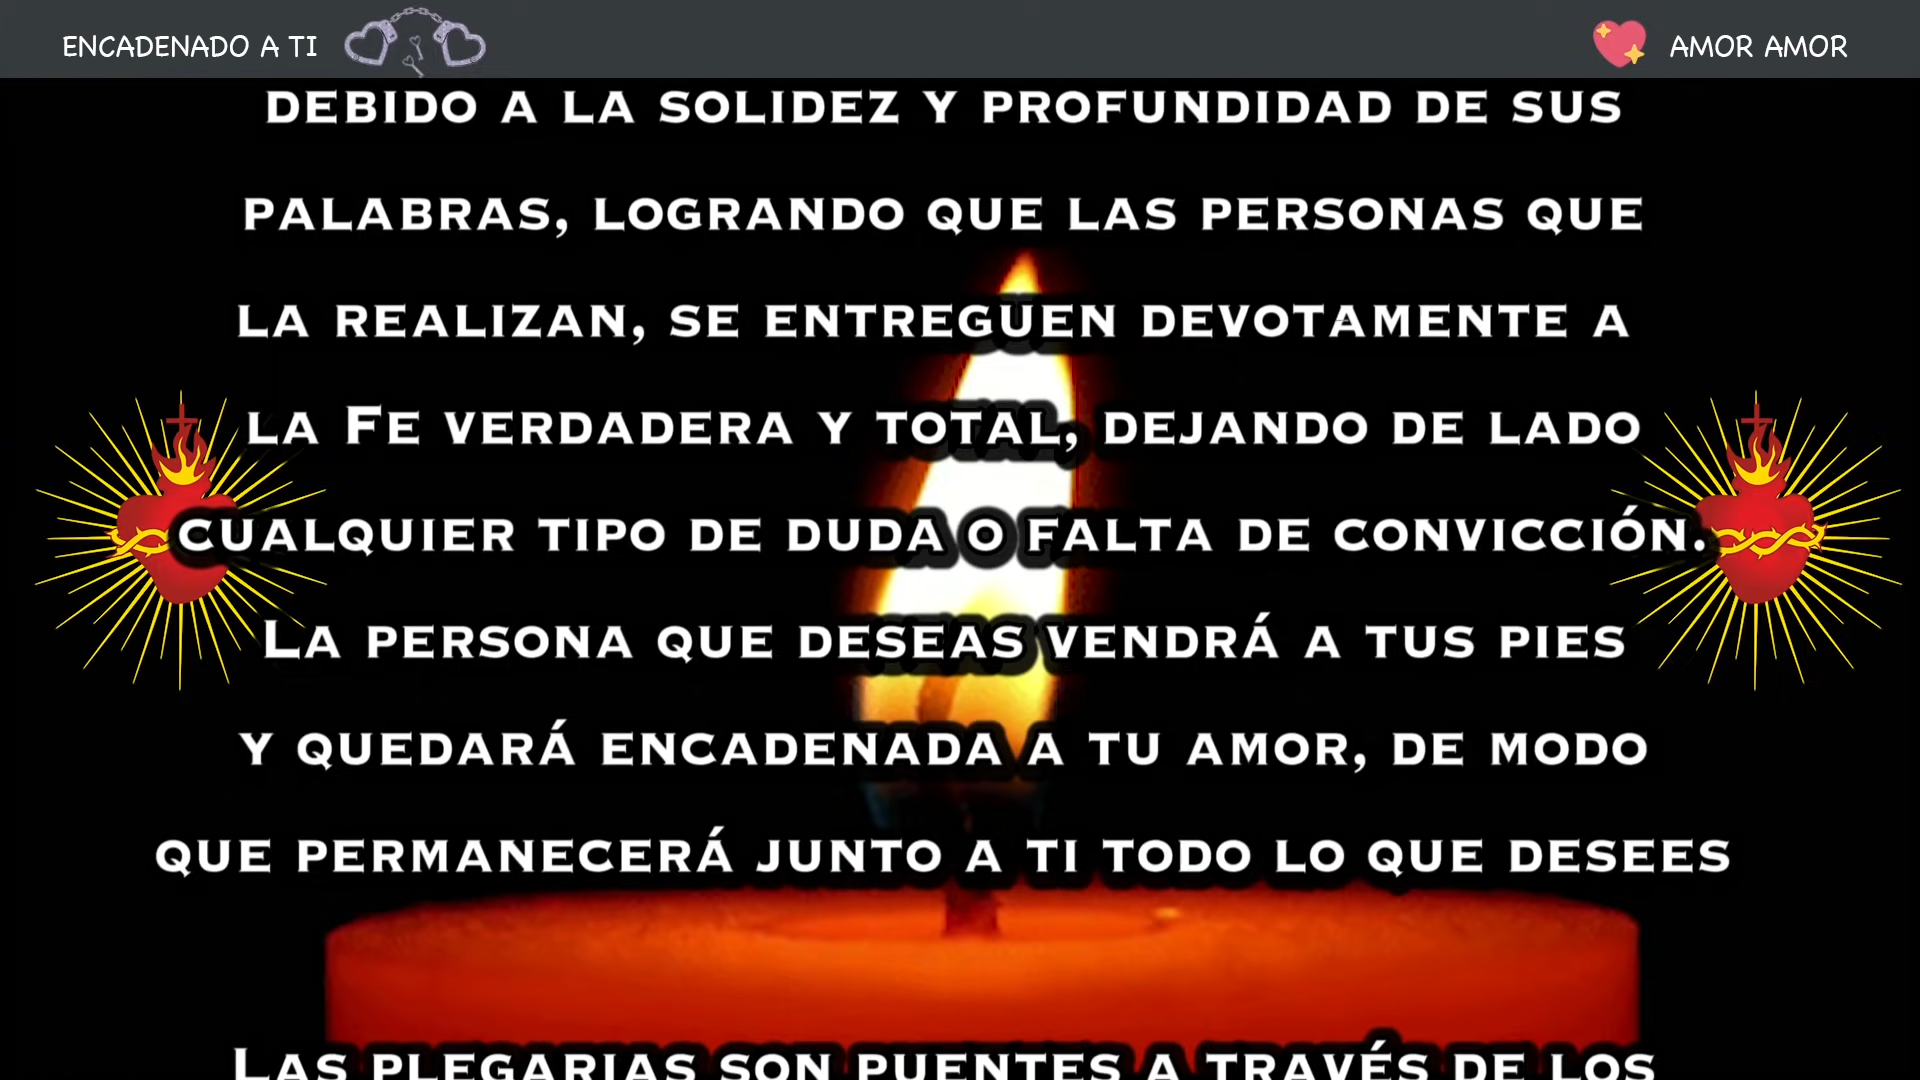 ENCADENADO A TI
AMOR AMOR
DEBIDO A LA SOLIDEZ Y PROFUNDIDAD DE SUS
PALABRAS, LOGRANDO QUE LAS PERSONAS QUE
LA REALIZAN, SE ENTREGUEN DEVOTAMENTE A
LA FE VERDADERA Y TOTAL, DEJANDO DE LADO
CUALQUIER TIPO DE DUDA O FALTA DE CONVICCIÓN.
LA PERSONA QUE DESEAS VENDRÁ A TUS PIES
Y QUEDARÁ ENCADENADA A TU AMOR, DE MODO
QUE PERMANECERÁ JUNTO A TI TODO LO QUE DESEES
LAS PLEGARIAS SON PUENTES A TRAVÉS DE LOS